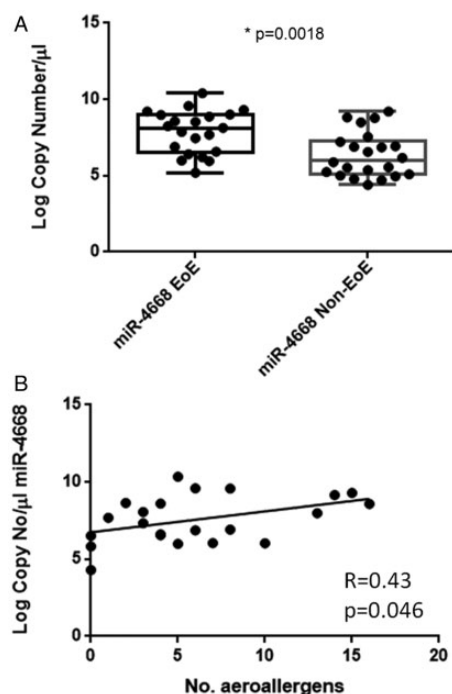 A
15
* p=0.0018
10
5
0
Log Copy Number/µl
miR-4668 EoE
miR-4668 Non-EoE
B
15
10
5
0
Log Copy No/µl miR-4668
R=0.43
p=0.046
0 5 10 15 20
No. aeroallergens